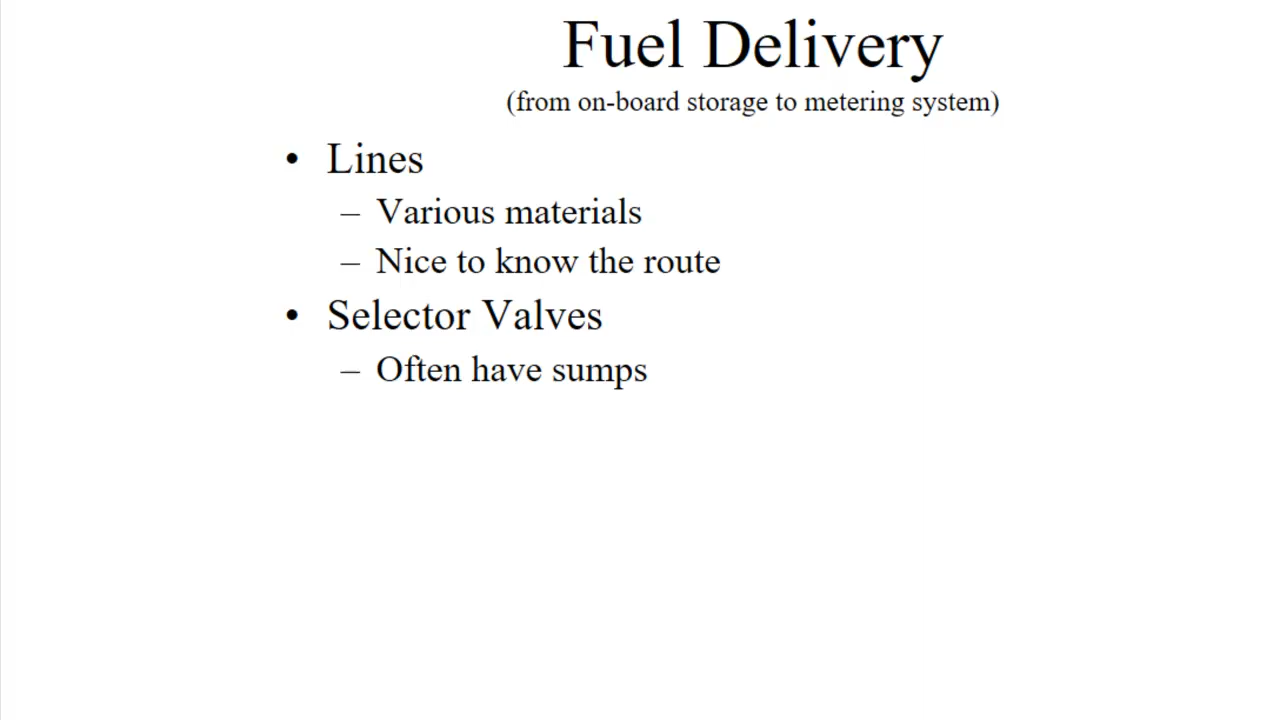 Fuel Delivery
(from on-board storage to metering system)
• Lines
– Various materials
– Nice to know the route
• Selector Valves
– Often have sumps